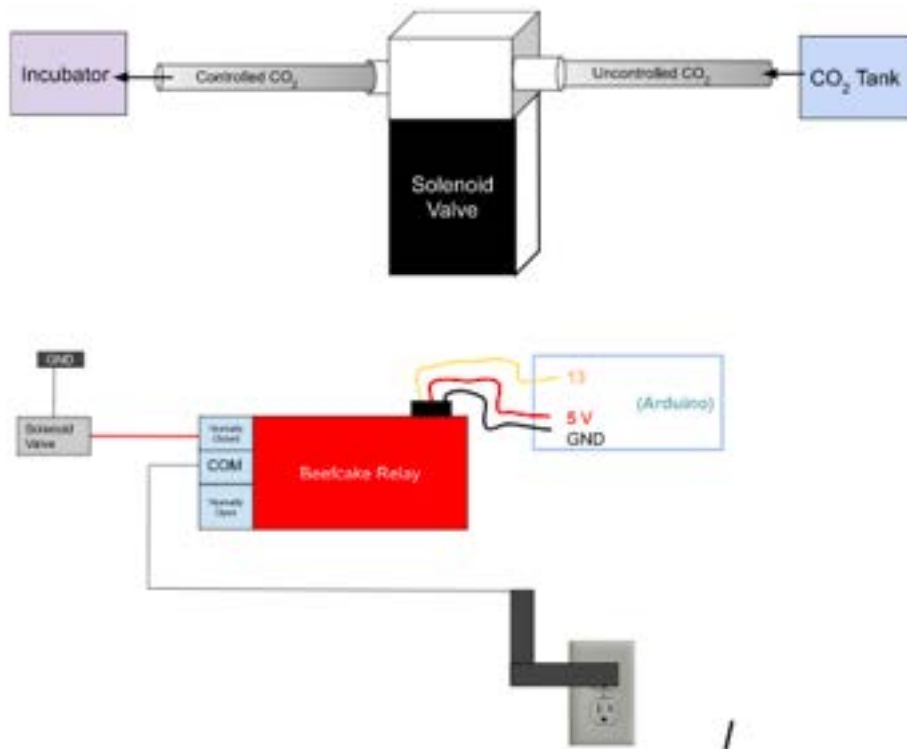 Incubator
Controlled CO₂
Uncontrolled CO₂
CO₂ Tank
Solenoid
Valve
GND
Solenoid
Valve
Normally
Closed
COM
Normally
Open
Beefcake Relay
13
5 V
GND
(Arduino)